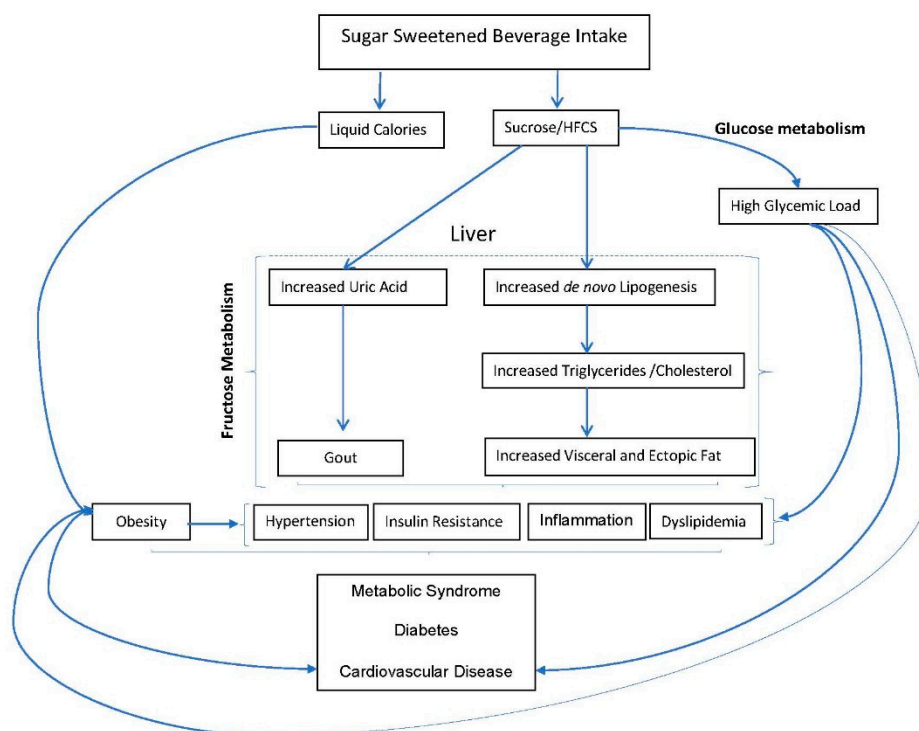 Sugar Sweetened Beverage Intake
Liquid Calories
Sucrose/HFCS
Glucose metabolism
High Glycemic Load
Liver
Fructose Metabolism
Increased Uric Acid
Increased de novo Lipogenesis
Increased Triglycerides /Cholesterol
Gout
Increased Visceral and Ectopic Fat
Obesity
Hypertension
Insulin Resistance
Inflammation
Dyslipidemia
Metabolic Syndrome
Diabetes
Cardiovascular Disease